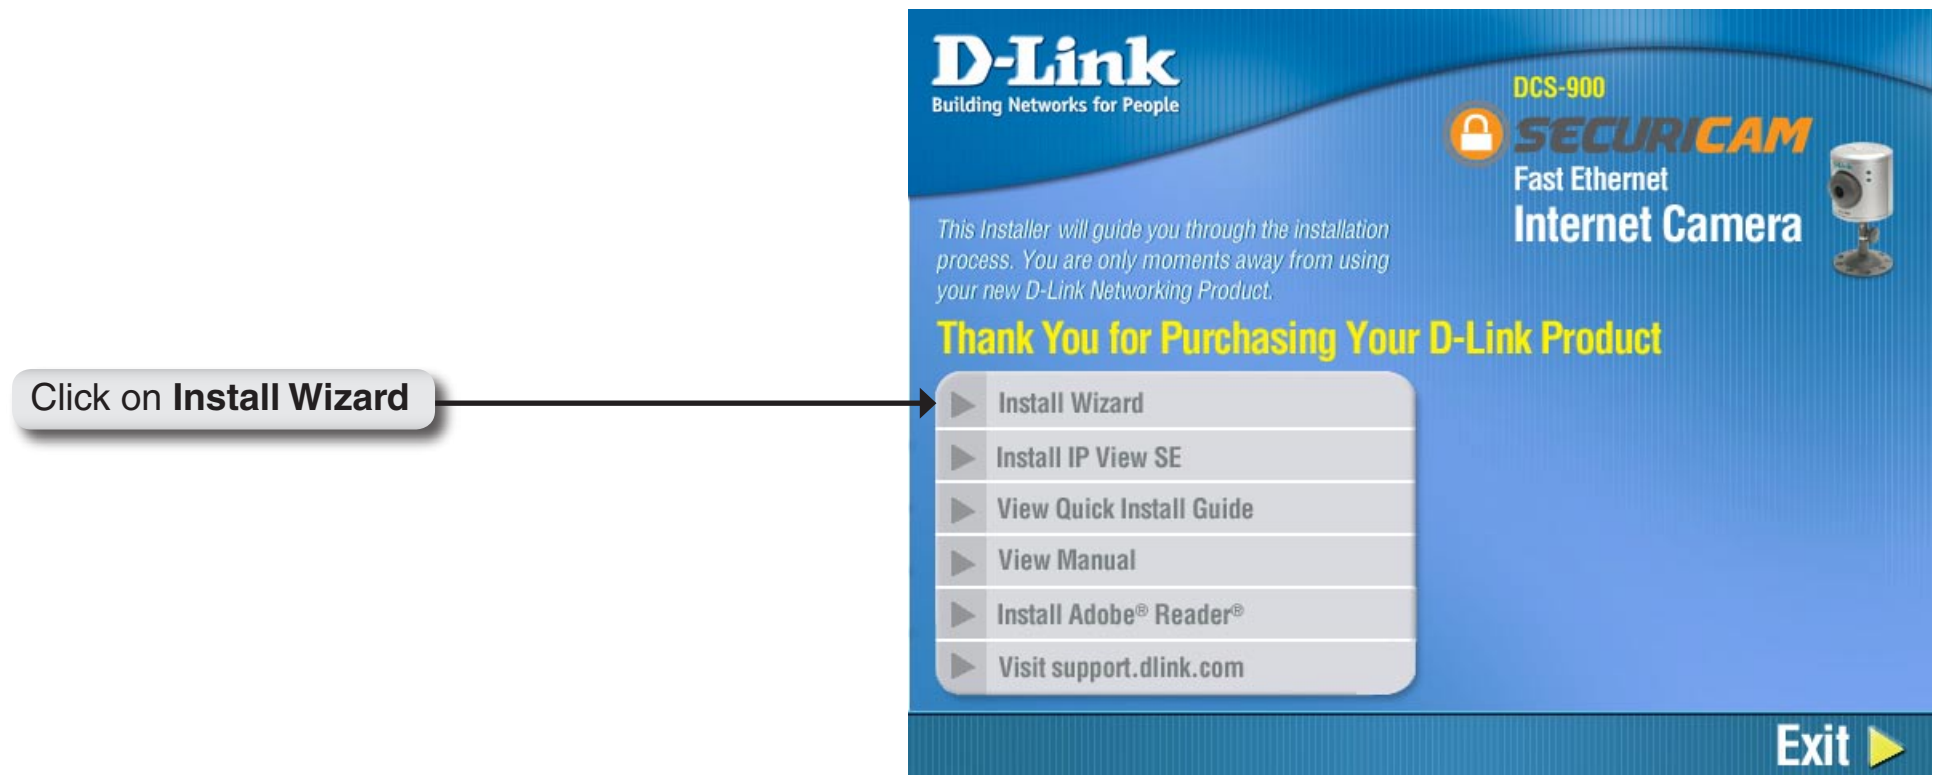 D-Link
Building Networks for People
DCS-900
SECURICAM
Fast Ethernet
Internet Camera
This Installer will guide you through the installation
process. You are only moments away from using
your new D-Link Networking Product.
Thank You for Purchasing Your D-Link Product
Click on Install Wizard
Install Wizard
Install IP View SE
View Quick Install Guide
View Manual
Install Adobe® Reader®
Visit support.dlink.com
Exit